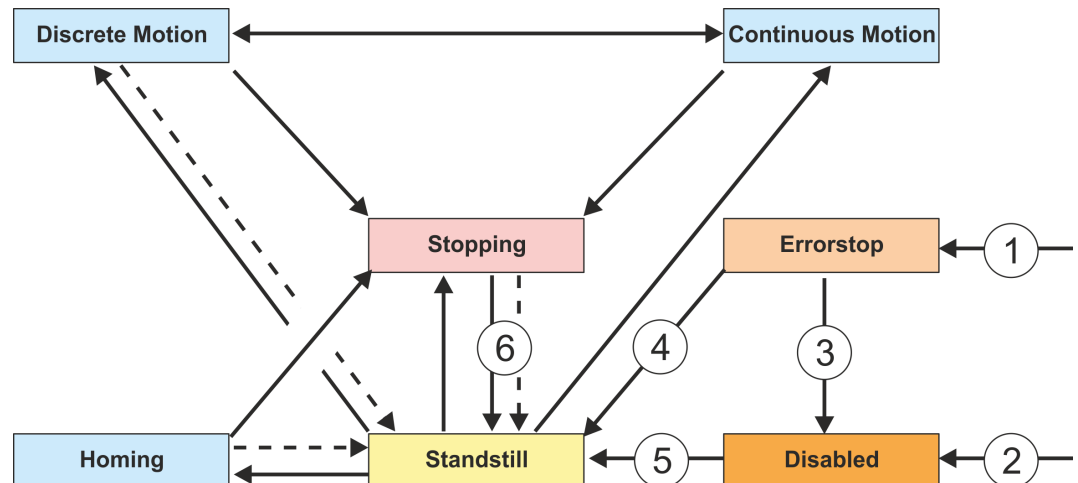 Discrete Motion
Continuous Motion
Stopping
Errorstop
1
6
4
3
Homing
Standstill
5
Disabled
2